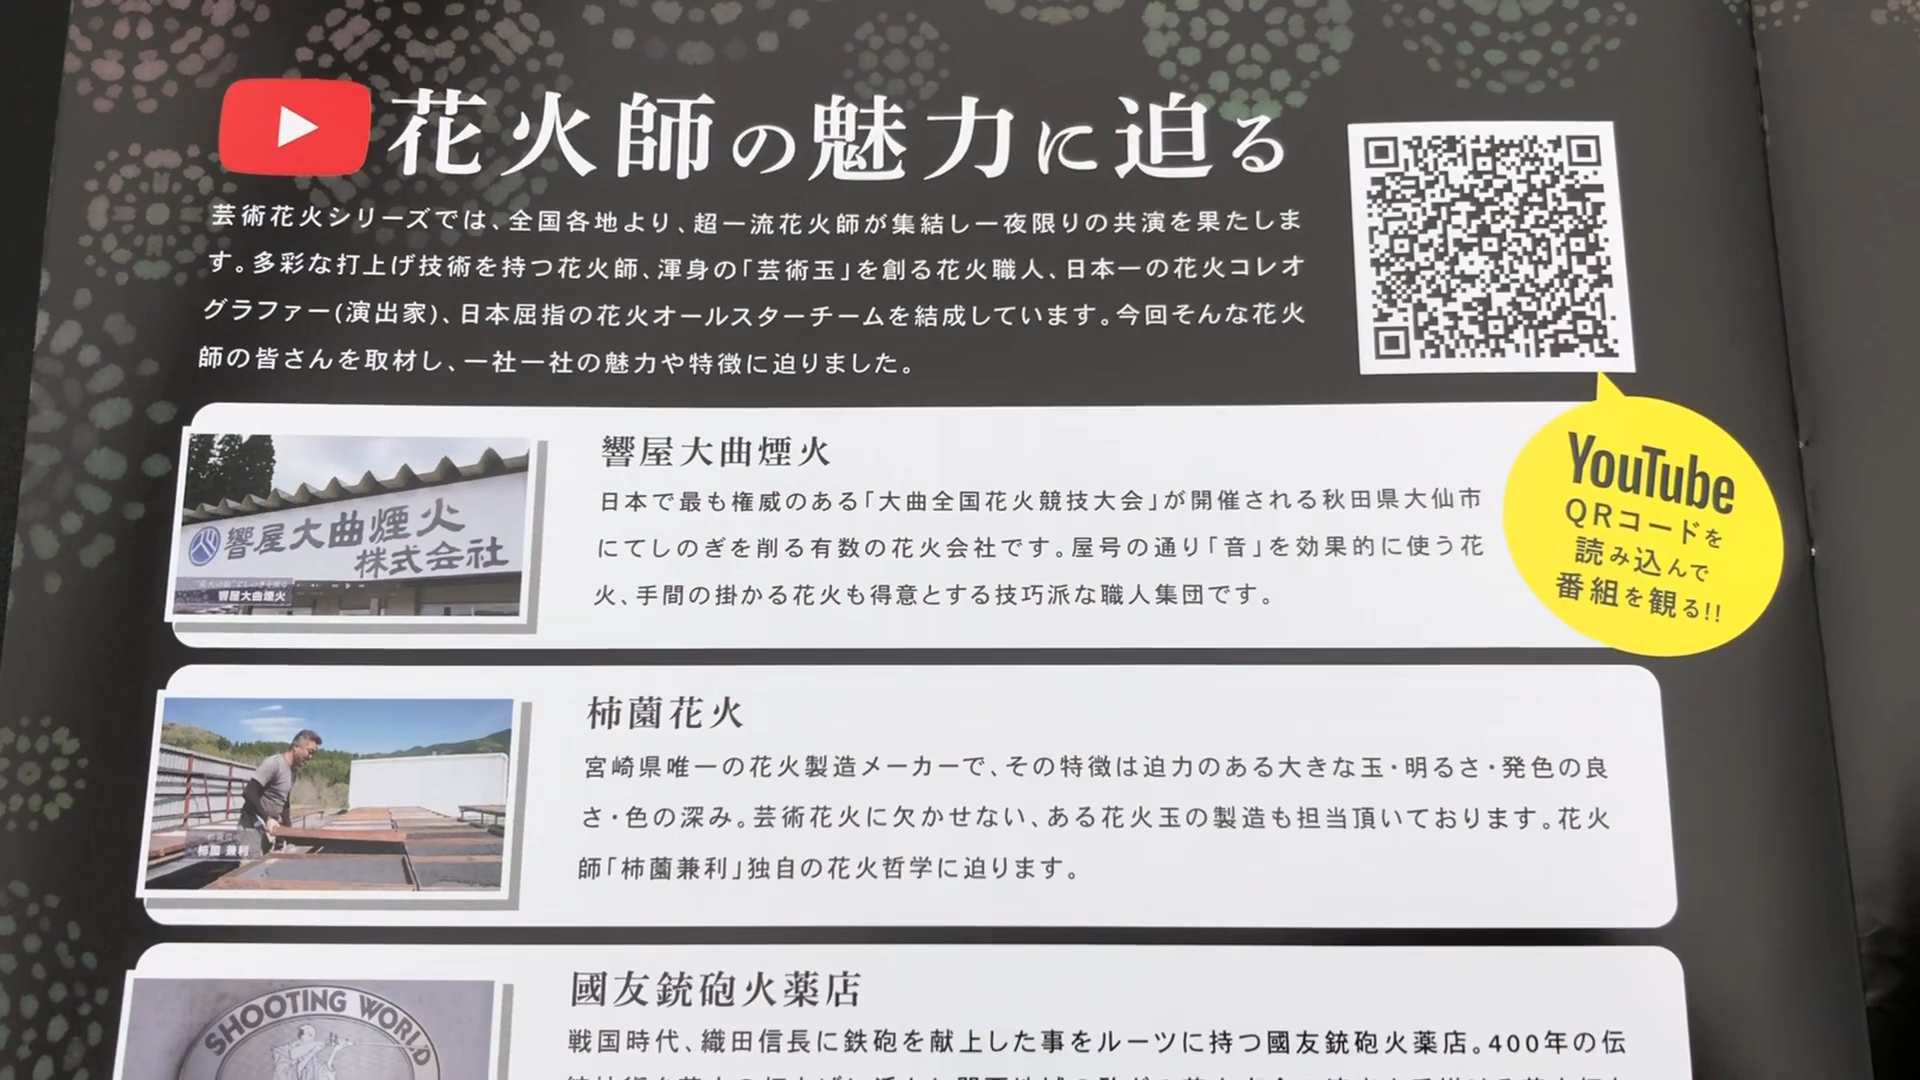 花火師の魅力に迫る
芸術花火シリーズでは、全国各地より、超一流花火師が集結し一夜限りの共演を果たしま
す。多彩な打上げ技術を持つ花火師、渾身の「芸術玉」を創る花火職人、日本一の花火コレオ
グラファー(演出家)、日本屈指の花火オールスターチームを結成しています。今回そんな花火
師の皆さんを取材し、一社一社の魅力や特徴に迫りました。
YouTube
QRコードを
読み込んで
番組を観る!!
響屋大曲煙火
株式会社
響屋大曲煙火
響屋大曲煙火
日本で最も権威のある「大曲全国花火競技大会」が開催される秋田県大仙市
にてしのぎを削る有数の花火会社です。屋号の通り「音」を効果的に使う花
火、手間の掛かる花火も得意とする技巧派な職人集団です。
柿薗 兼利
柿薗花火
宮崎県唯一の花火製造メーカーで、その特徴は迫力のある大きな玉・明るさ・発色の良
さ・色の深み。芸術花火に欠かせない、ある花火玉の製造も担当頂いております。花火
師「柿薗兼利」独自の花火哲学に迫ります。
SHOOTING WORLD
國友銃砲火薬店
戦国時代、織田信長に鉄砲を献上した事をルーツに持つ國友銃砲火薬店。400年の伝